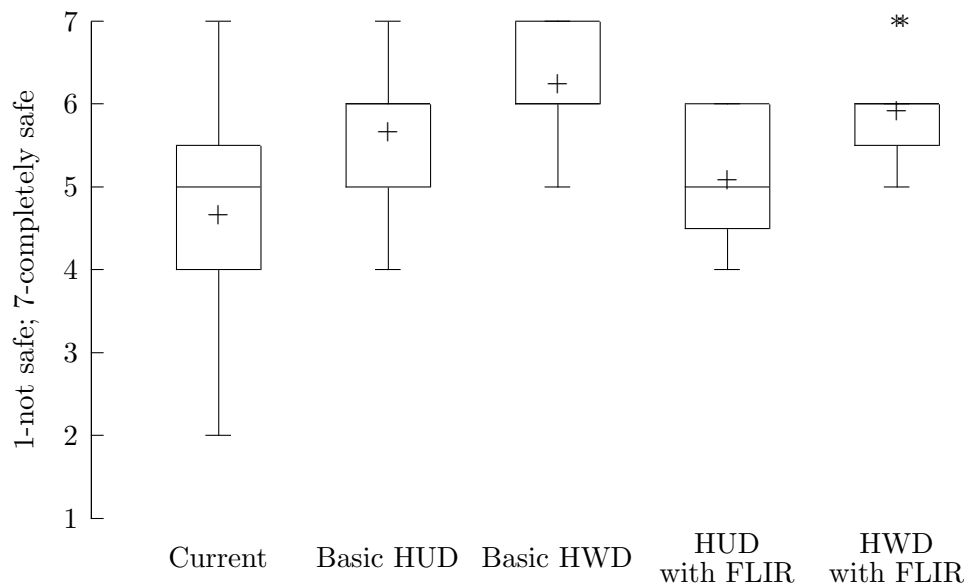 1-not safe; 7-completely safe
7
6
5
4
3
2
1
**
Current
Basic HUD
Basic HWD
HUD
with FLIR
HWD
with FLIR